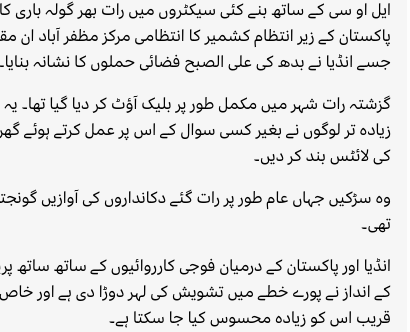 ایل او سی کے ساتھ بنے کئی سیکٹروں میں رات بھر گولہ باری کا
پاکستان کے زیر انتظام کشمیر کا انتظامی مرکز مظفر آباد ان
جسے انڈیا نے بدھ کی علی الصبح فضائی حملوں کا نشانہ بنایا۔
گزشتہ رات شہر میں مکمل طور پر بلیک آؤٹ کر دیا گیا تھا۔ یہ
زیادہ تر لوگوں نے بغیر کسی سوال کے اس پر عمل کرتے ہوئے گھر
کی لائٹس بند کر دیں۔
وہ سڑکیں جہاں عام طور پر رات گئے دکانداروں کی آوازیں
تھی۔
انڈیا اور پاکستان کے درمیان فوجی کارروائیوں کے ساتھ ساتھ
کے انداز نے پورے خطے میں تشویش کی لہر دوڑا دی ہے اور خاص
قریب اس کو زیادہ محسوس کیا جا سکتا ہے۔